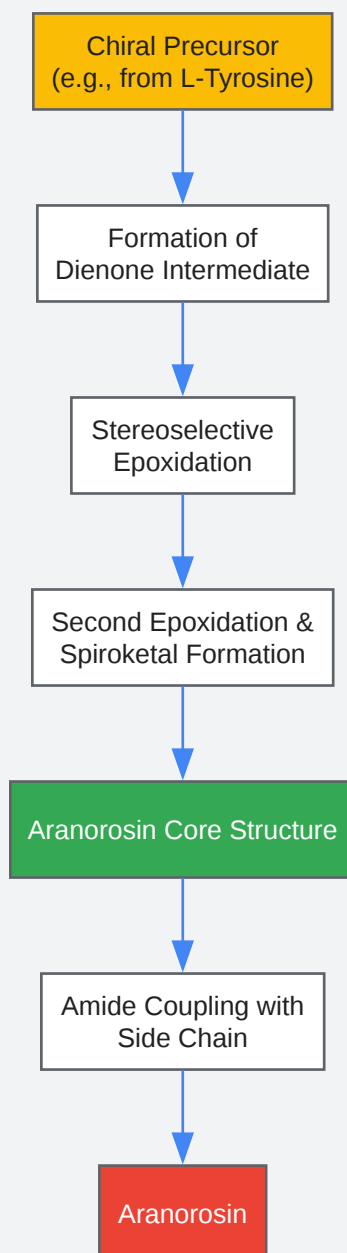 Chiral Precursor
(e.g., from L-Tyrosine)
Formation of
Dienone Intermediate
Stereoselective
Epoxidation
Second Epoxidation &
Spiroketal Formation
Aranorosin Core Structure
Amide Coupling with
Side Chain
Aranorosin